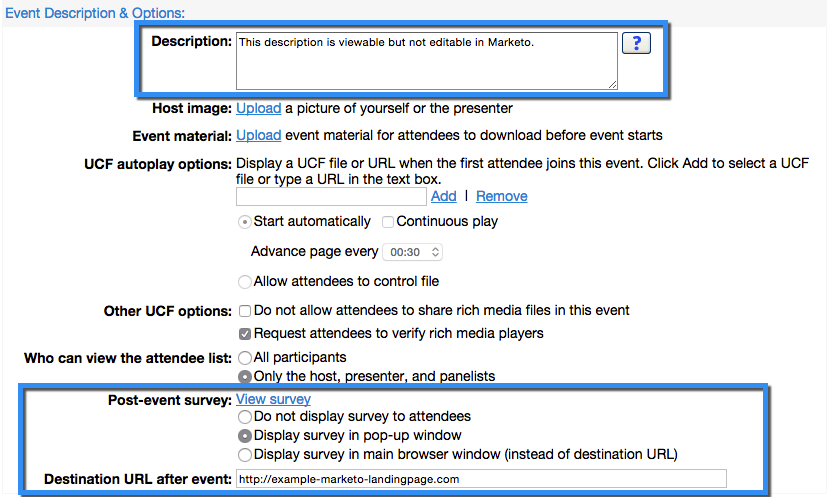 Event Description & Options:
Description: This description is viewable but not editable in Marketo. ?
Host image: Upload a picture of yourself or the presenter
Event material: Upload event material for attendees to download before event starts
UCF autoplay options: Display a UCF file or URL when the first attendee joins this event. Click Add to select a UCF
file or type a URL in the text box.
Add | Remove
Start automatically Continuous play
Advance page every 00:30
Allow attendees to control file
Other UCF options: Do not allow attendees to share rich media files in this event
Request attendees to verify rich media players
Who can view the attendee list: All participants
Only the host, presenter, and panelists
Post-event survey: View survey
Do not display survey to attendees
Display survey in pop-up window
Display survey in main browser window (instead of destination URL)
Destination URL after event: http://example-marketo-landingpage.com